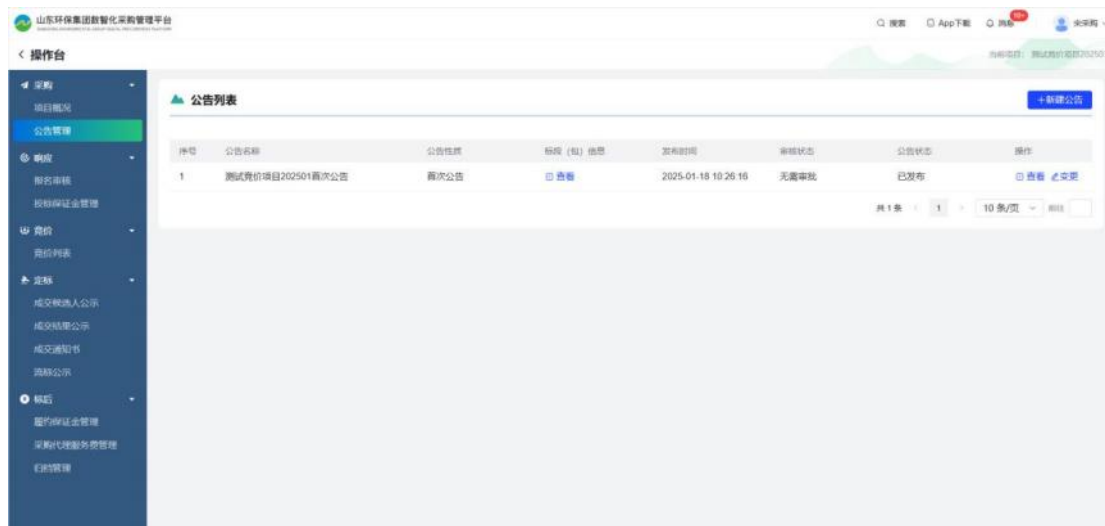 山东环保集团数智化采购管理平台
搜索 App下载 消息
操作台
采购
项目概况
公告管理
响应
报名审核
投标保证金管理
竞价
竞价列表
定标
成交候选人公示
成交结果公示
成交通知书
流标公示
标后
履约保证金管理
采购代理服务费管理
归档管理
公告列表
+新建公告
序号 公告名称 公告性质 标段（包）信息 发布时间 审核状态 公告状态 操作
1 测试竞价项目202501首次公告 首次公告 查看 2025-01-18 10:26:16 无需审批 已发布 查看 变更
共 1 条 1 10 条/页 前往